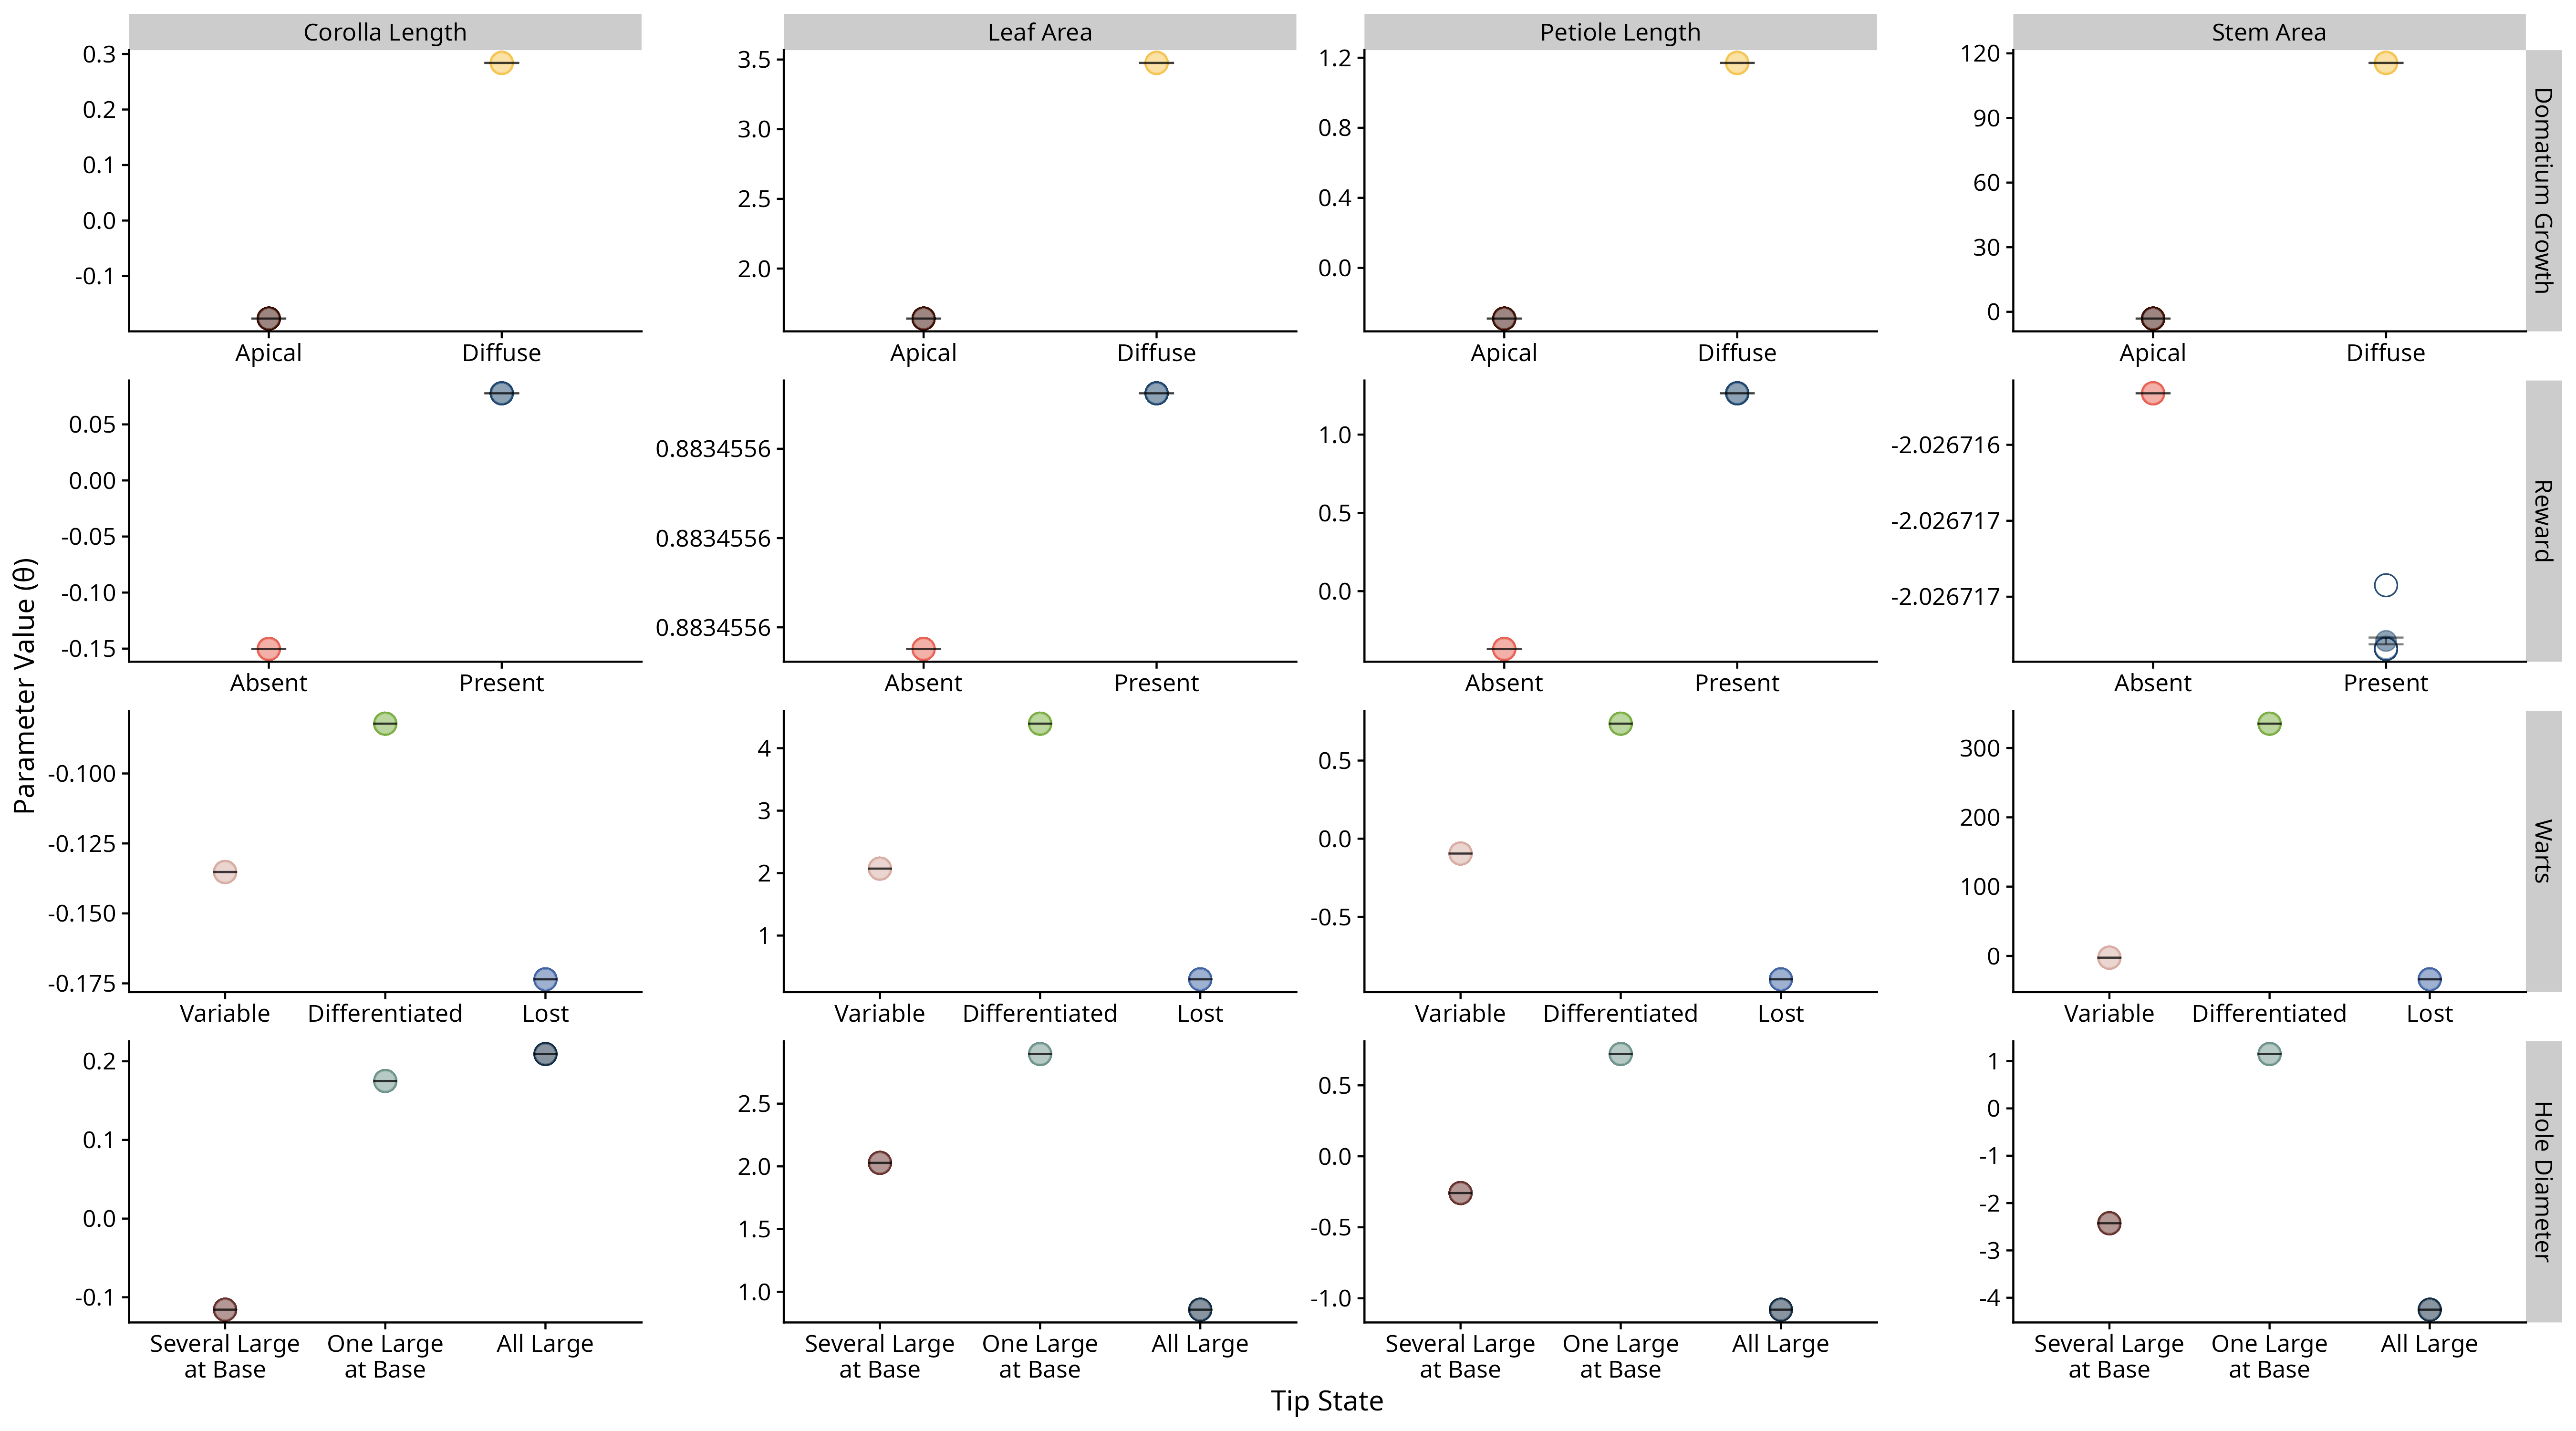 Corolla Length
Leaf Area
Petiole Length
Stem Area
0.3
0.2
0.1
0.0
-0.1
Apical
Diffuse
3.5
3.0
2.5
2.0
Apical
Diffuse
1.2
0.8
0.4
0.0
Apical
Diffuse
120
90
60
30
0
Apical
Diffuse
Domatium Growth
0.05
0.00
-0.05
-0.10
-0.15
Absent
Present
0.8834556
0.8834556
0.8834556
Absent
Present
1.0
0.5
0.0
Absent
Present
-2.026716
-2.026717
-2.026717
Absent
Present
Reward
Parameter Value (θ)
-0.100
-0.125
-0.150
-0.175
Variable
Differentiated
Lost
4
3
2
1
Variable
Differentiated
Lost
0.5
0.0
-0.5
Variable
Differentiated
Lost
300
200
100
0
Variable
Differentiated
Lost
Warts
0.2
0.1
0.0
-0.1
Several Large
at Base
One Large
at Base
All Large
2.5
2.0
1.5
1.0
Several Large
at Base
One Large
at Base
All Large
0.5
0.0
-0.5
-1.0
Several Large
at Base
One Large
at Base
All Large
1
0
-1
-2
-3
-4
Several Large
at Base
One Large
at Base
All Large
Hole Diameter
Tip State